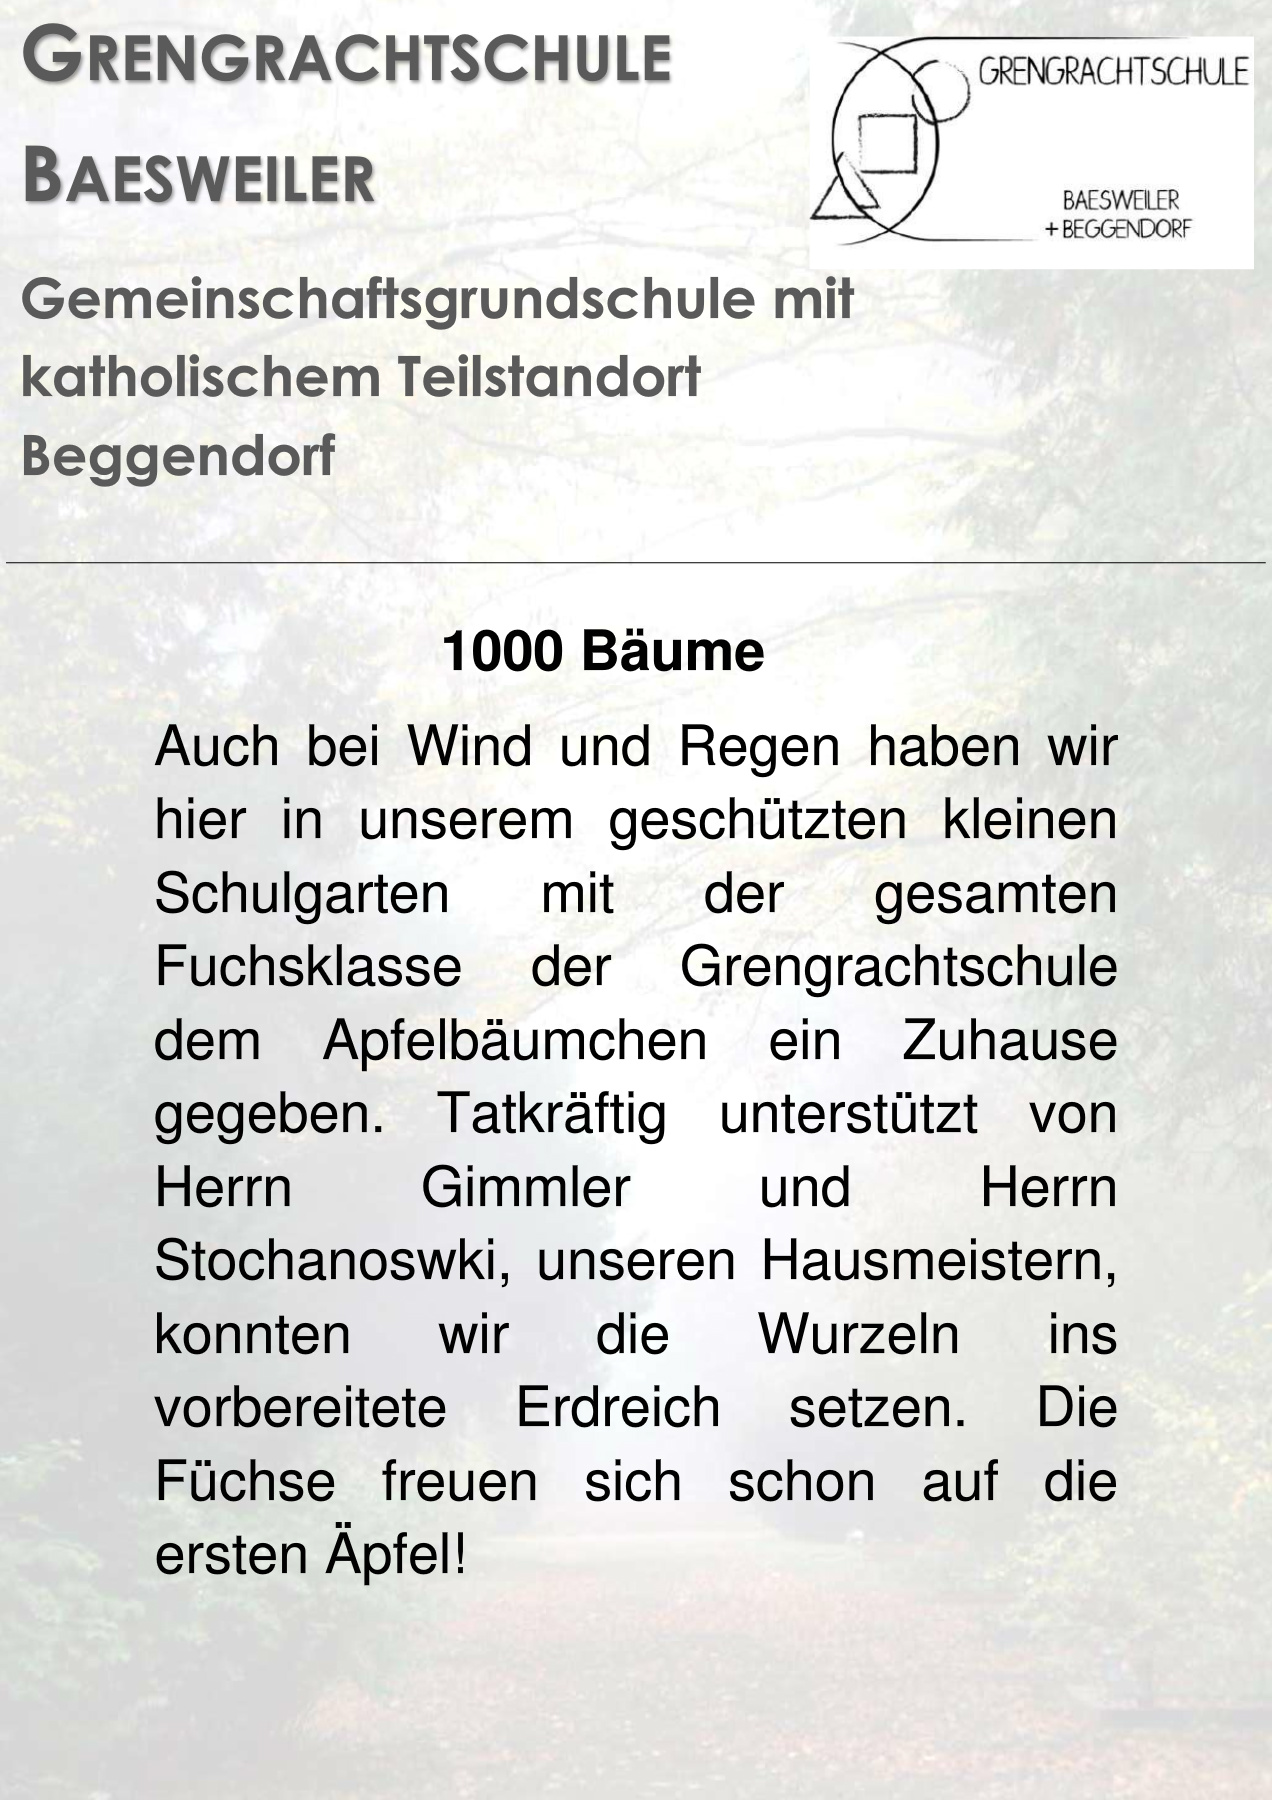 GRENGRACHTSCHULE
BAESWEILER
GRENGRACHTSCHULE
BAESWEILER
+ BEGGENDORF
Gemeinschaftsgrundschule mit
katholischem Teilstandort
Beggendorf
1000 Bäume
Auch bei Wind und Regen haben wir
hier in unserem geschützten kleinen
Schulgarten mit der gesamten
Fuchsklasse der Grengrachtschule
dem Apfelbäumchen ein Zuhause
gegeben. Tatkräftig unterstützt von
Herrn Gimmler und Herrn
Stochanoswki, unseren Hausmeistern,
konnten wir die Wurzeln ins
vorbereitete Erdreich setzen. Die
Füchse freuen sich schon auf die
ersten Äpfel!